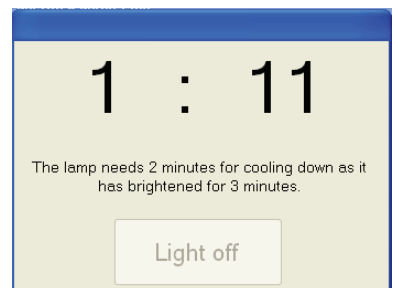 1 : 11
The lamp needs 2 minutes for cooling down as it
has brightened for 3 minutes.
Light off